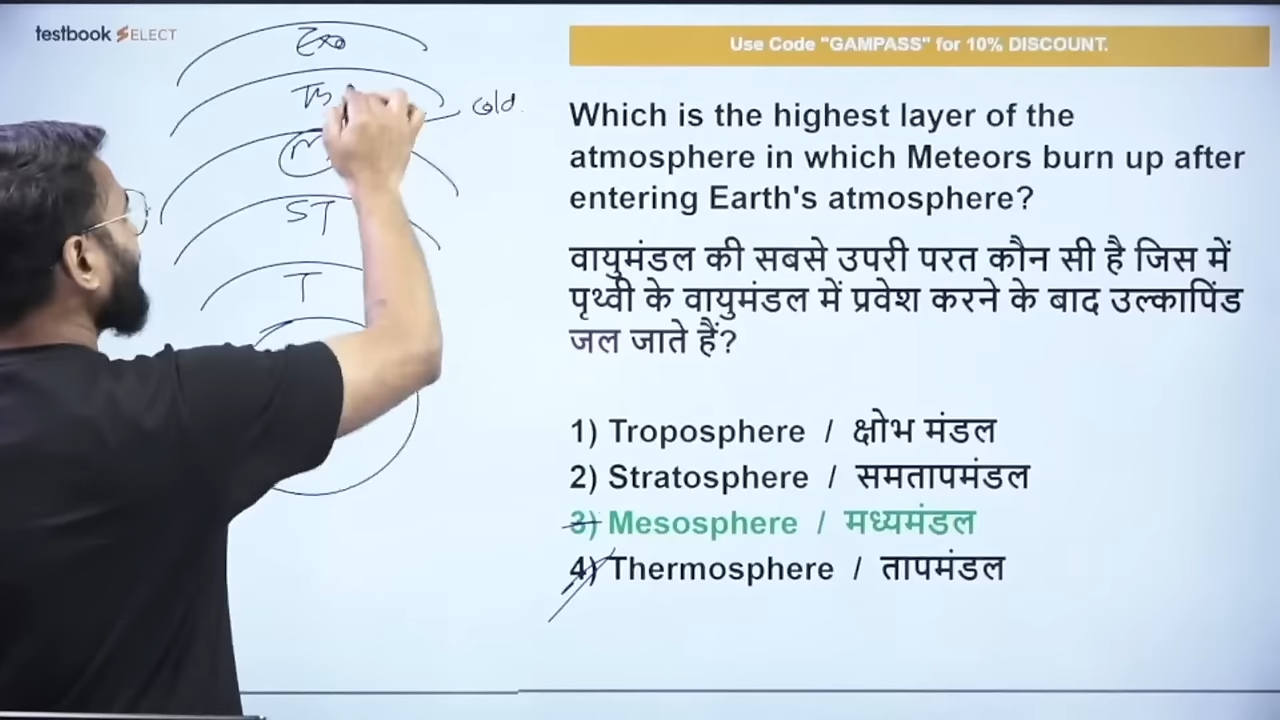 testbook SELECT
Use Code "GAMPASS" for 10% DISCOUNT.
Exo
Th
Cold.
M
ST
T
Which is the highest layer of the
atmosphere in which Meteors burn up after
entering Earth's atmosphere?
वायुमंडल की सबसे उपरी परत कौन सी है जिस में
पृथ्वी के वायुमंडल में प्रवेश करने के बाद उल्कापिंड
जल जाते हैं?
1) Troposphere / क्षोभ मंडल
2) Stratosphere / समतापमंडल
3) Mesosphere / मध्यमंडल
4) Thermosphere / तापमंडल